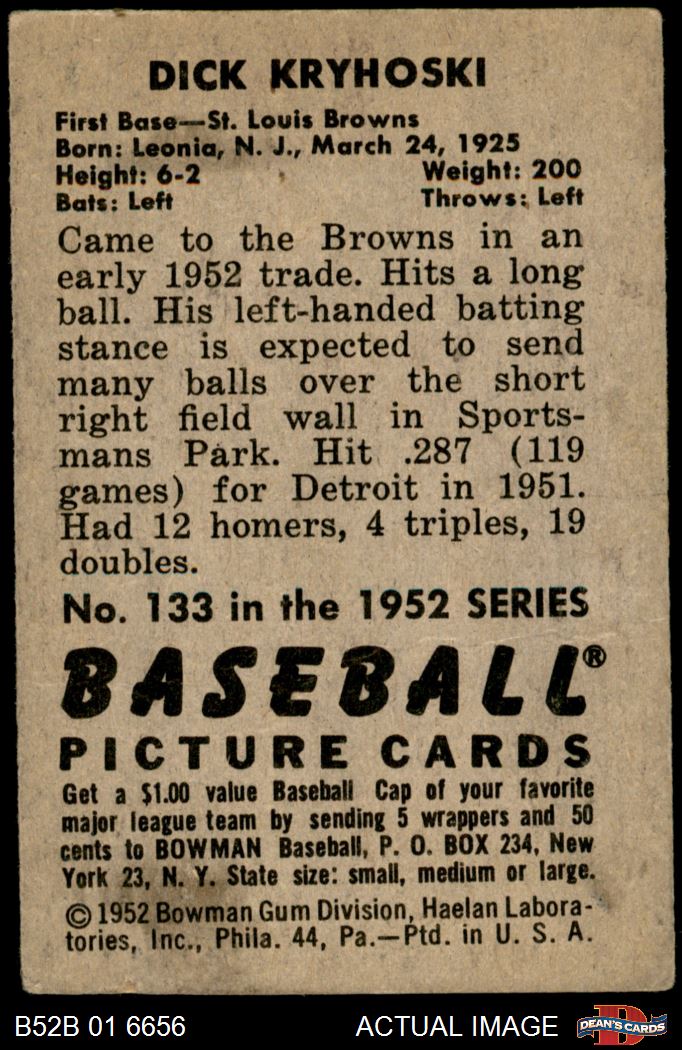 DICK KRYHOSKI
First Base—St. Louis Browns
Born: Leonia, N. J., March 24, 1925
Height: 6-2 Weight: 200
Bats: Left Throws: Left
Came to the Browns in an
early 1952 trade. Hits a long
ball. His left-handed batting
stance is expected to send
many balls over the short
right field wall in Sports-
mans Park. Hit .287 (119
games) for Detroit in 1951.
Had 12 homers, 4 triples, 19
doubles.
No. 133 in the 1952 SERIES
BASEBALL®
PICTURE CARDS
Get a $1.00 value Baseball Cap of your favorite
major league team by sending 5 wrappers and 50
cents to BOWMAN Baseball, P. O. BOX 234, New
York 23, N. Y. State size: small, medium or large.
© 1952 Bowman Gum Division, Haelan Labora-
tories, Inc., Phila. 44, Pa.—Ptd. in U. S. A.
B52B 01 6656 ACTUAL IMAGE D DEAN'S CARDS